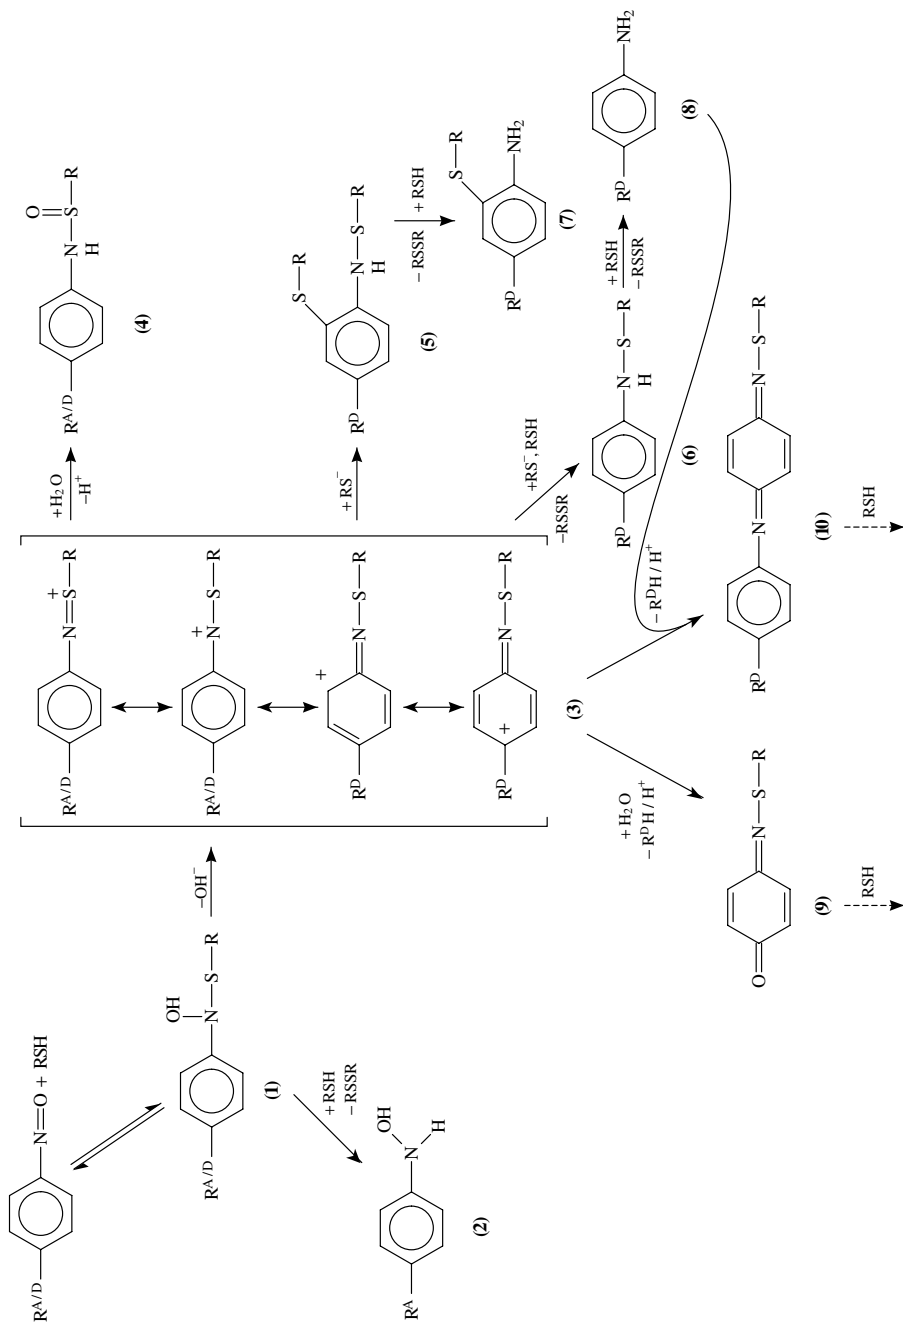 R^A/D
N=O + RSH
R^A/D
OH
N—S—R
(1)
+ RSH
− RSSR
R^A
OH
N
H
(2)
−OH⁻
R^A/D
+
N=S—R
R^A/D
+
N—S—R
R^D
+
N—S—R
R^D
+
N—S—R
(3)
+H₂O
−H⁺
R^A/D
O
N—S—R
H
(4)
+ RS⁻
R^D
S—R
N—S—R
H
(5)
+ RSH
− RSSR
R^D
S—R
NH₂
(7)
+RS⁻, RSH
−RSSR
R^D
N—S—R
H
(6)
+ RSH
− RSSR
R^D
NH₂
(8)
+ H₂O
− R^DH / H⁺
O
N—S—R
(9)
RSH
− R^DH / H⁺
R^D
N
N—S—R
(10)
RSH